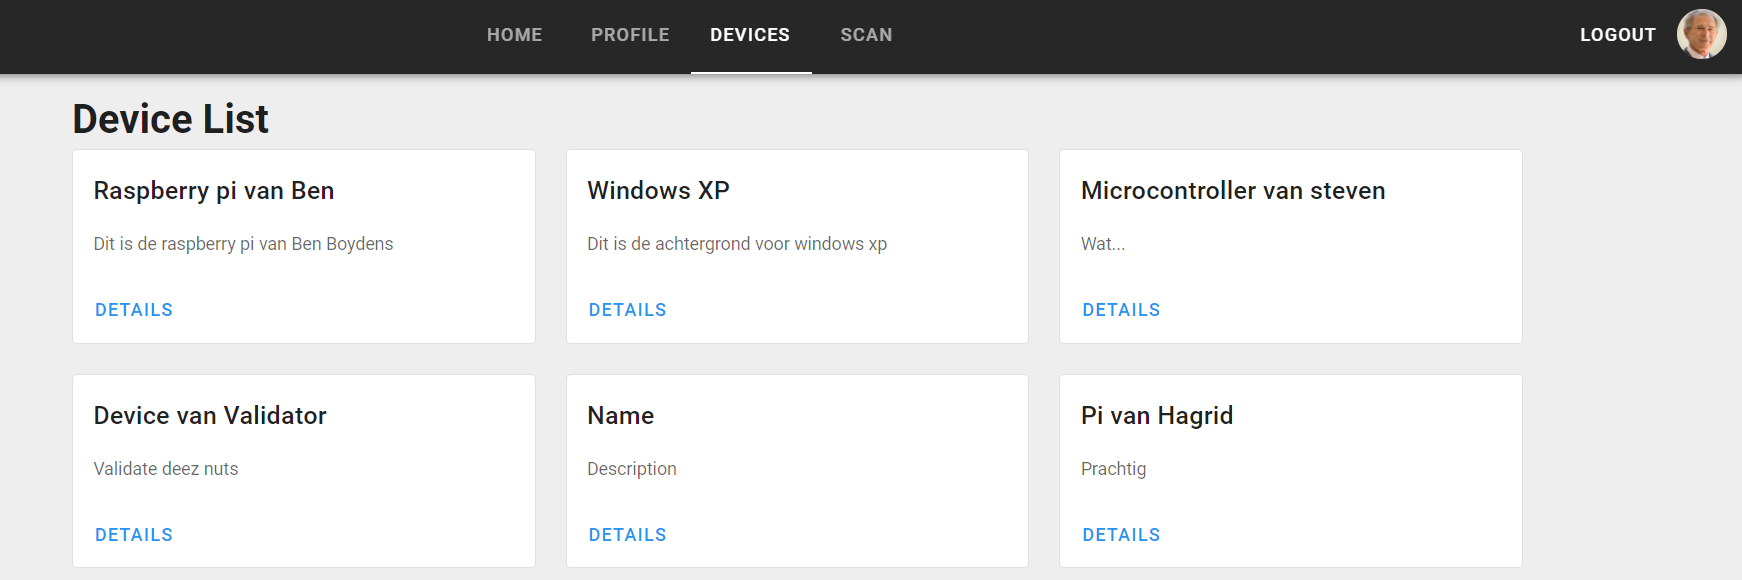 HOME PROFILE DEVICES SCAN LOGOUT
Device List
Raspberry pi van Ben
Dit is de raspberry pi van Ben Boydens
DETAILS
Windows XP
Dit is de achtergrond voor windows xp
DETAILS
Microcontroller van steven
Wat...
DETAILS
Device van Validator
Validate deez nuts
DETAILS
Name
Description
DETAILS
Pi van Hagrid
Prachtig
DETAILS